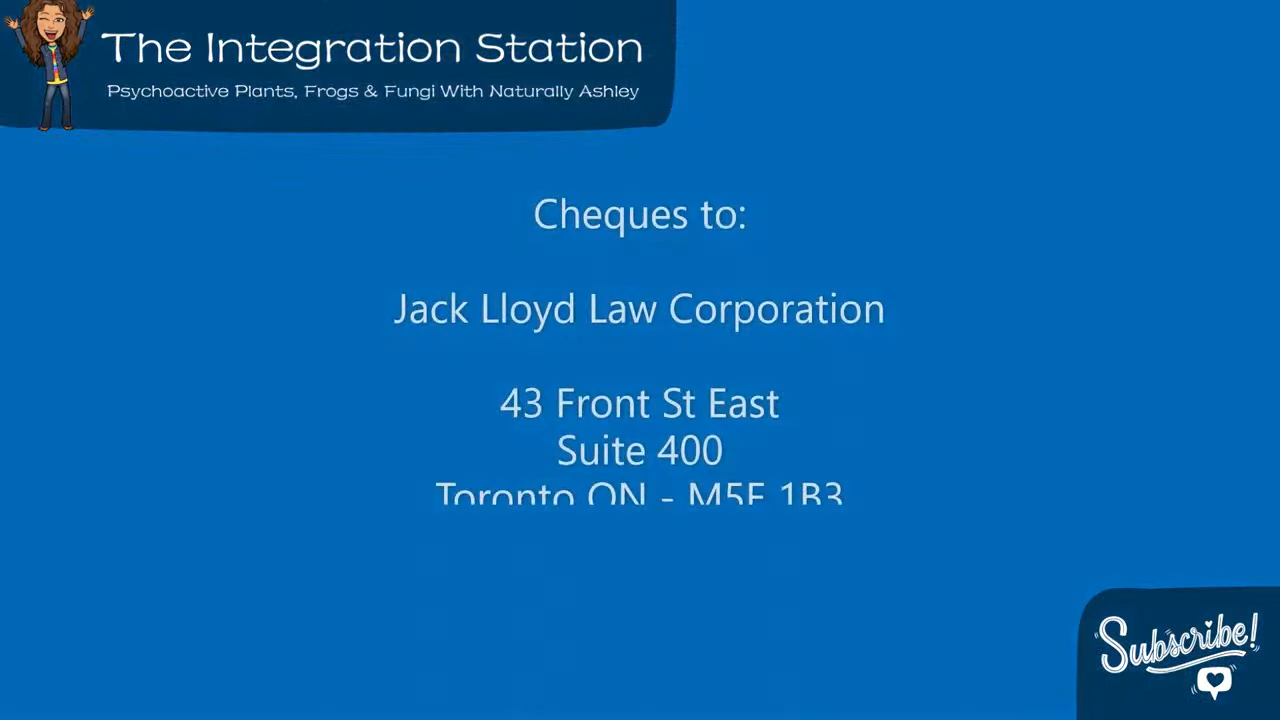 The Integration Station
Psychoactive Plants, Frogs & Fungi With Naturally Ashley
Cheques to:
Jack Lloyd Law Corporation
43 Front St East
Suite 400
Toronto ON - M5E 1B3
Subscribe!